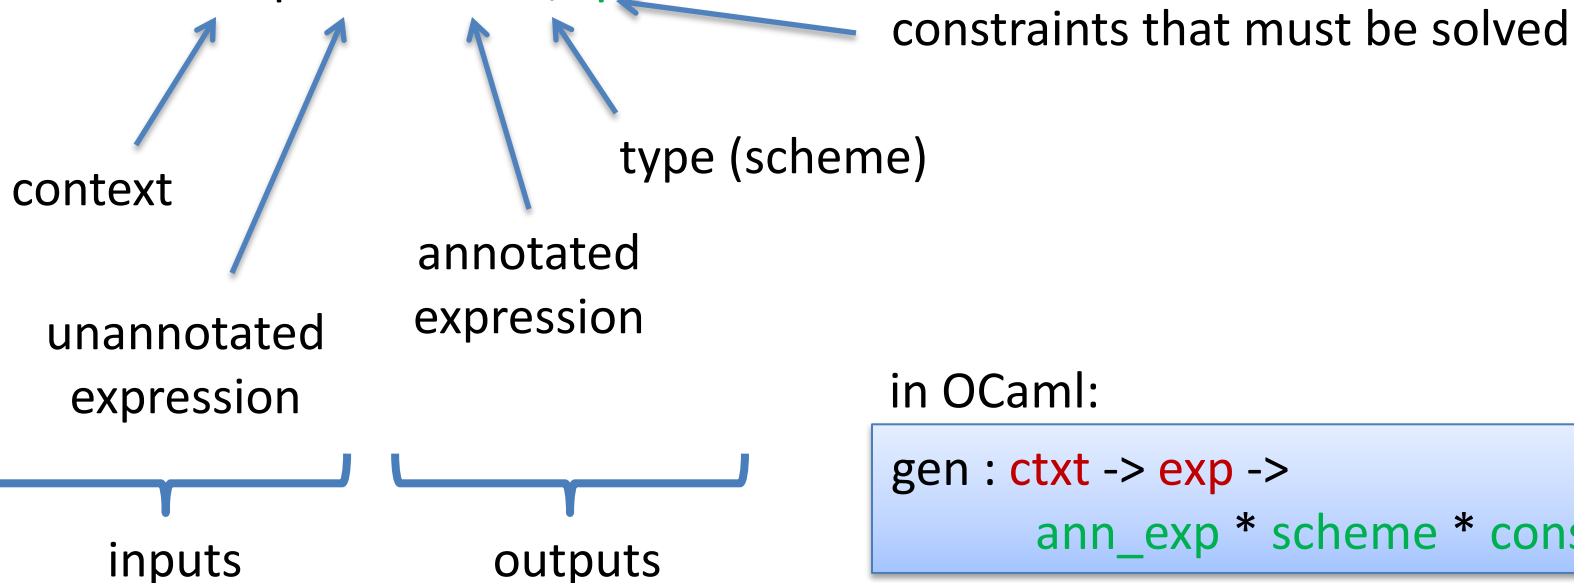 constraints that must be solved
type (scheme)
context
annotated
expression
unannotated
expression
in OCaml:
gen : ctxt -> exp ->
ann_exp * scheme *
inputs
outputs